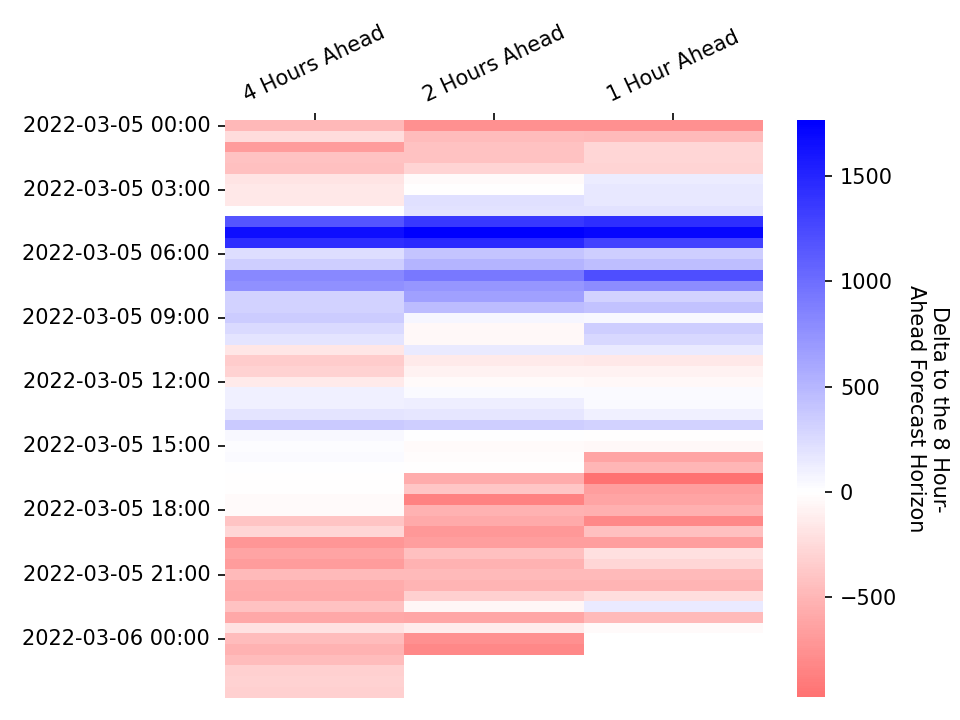 4 Hours Ahead
2 Hours Ahead
1 Hour Ahead
2022-03-05 00:00
2022-03-05 03:00
2022-03-05 06:00
2022-03-05 09:00
2022-03-05 12:00
2022-03-05 15:00
2022-03-05 18:00
2022-03-05 21:00
2022-03-06 00:00
1500
1000
500
0
−500
Delta to the 8 Hour-
Ahead Forecast Horizon